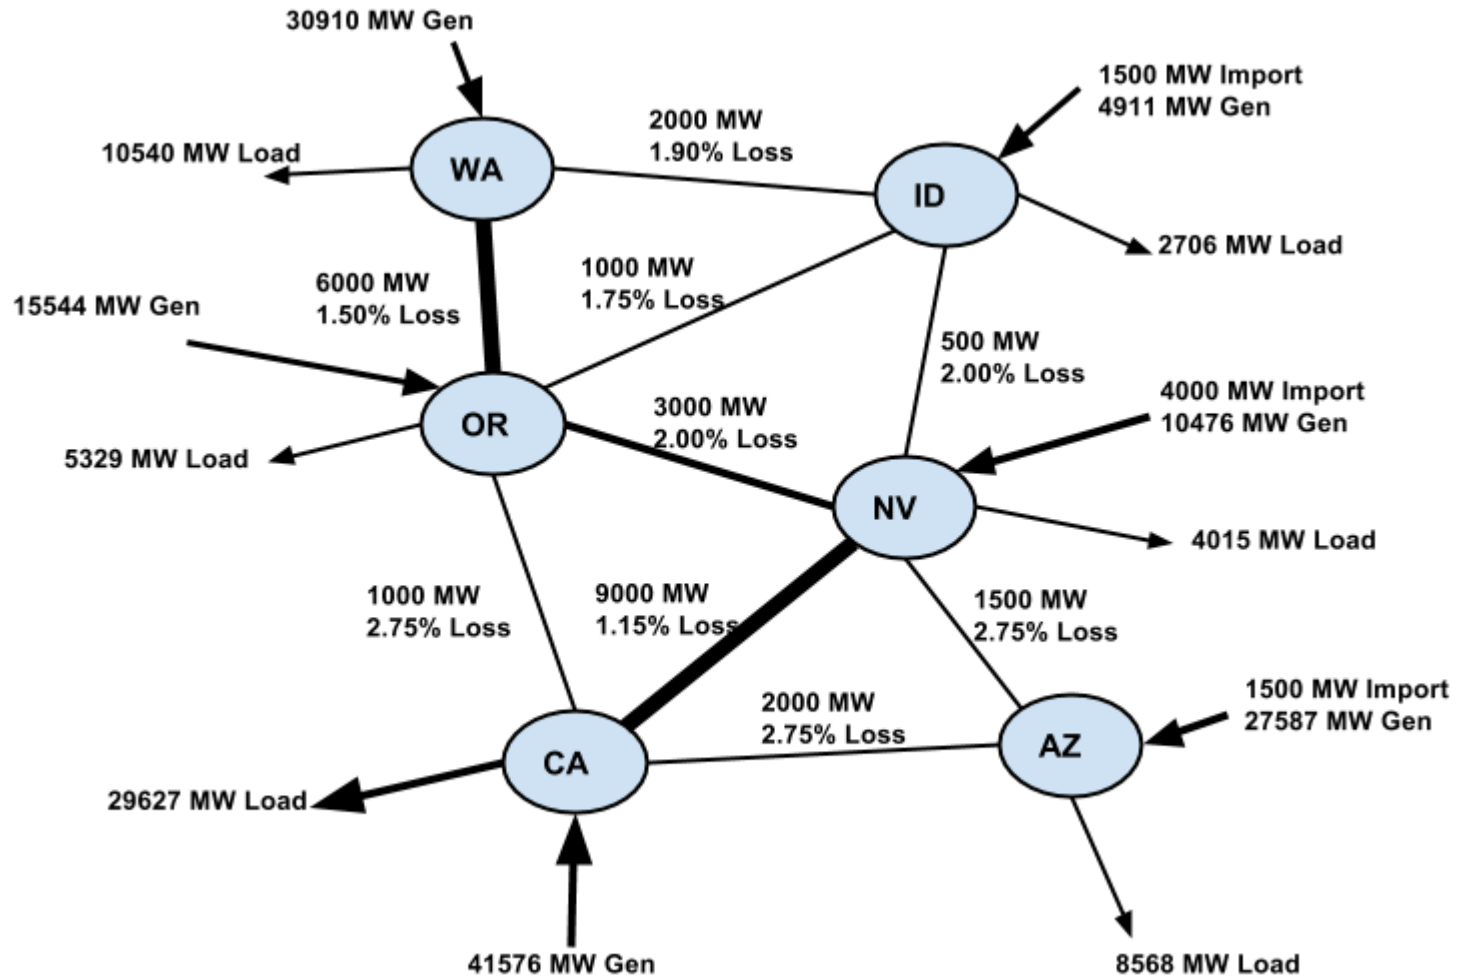 30910 MW Gen
1500 MW Import
4911 MW Gen
2000 MW
1.90% Loss
10540 MW Load
WA
ID
2706 MW Load
6000 MW
1.50% Loss
1000 MW
1.75% Loss
15544 MW Gen
500 MW
2.00% Loss
4000 MW Import
10476 MW Gen
3000 MW
2.00% Loss
OR
5329 MW Load
NV
4015 MW Load
1000 MW
2.75% Loss
9000 MW
1.15% Loss
1500 MW
2.75% Loss
1500 MW Import
27587 MW Gen
2000 MW
2.75% Loss
CA
AZ
29627 MW Load
41576 MW Gen
8568 MW Load